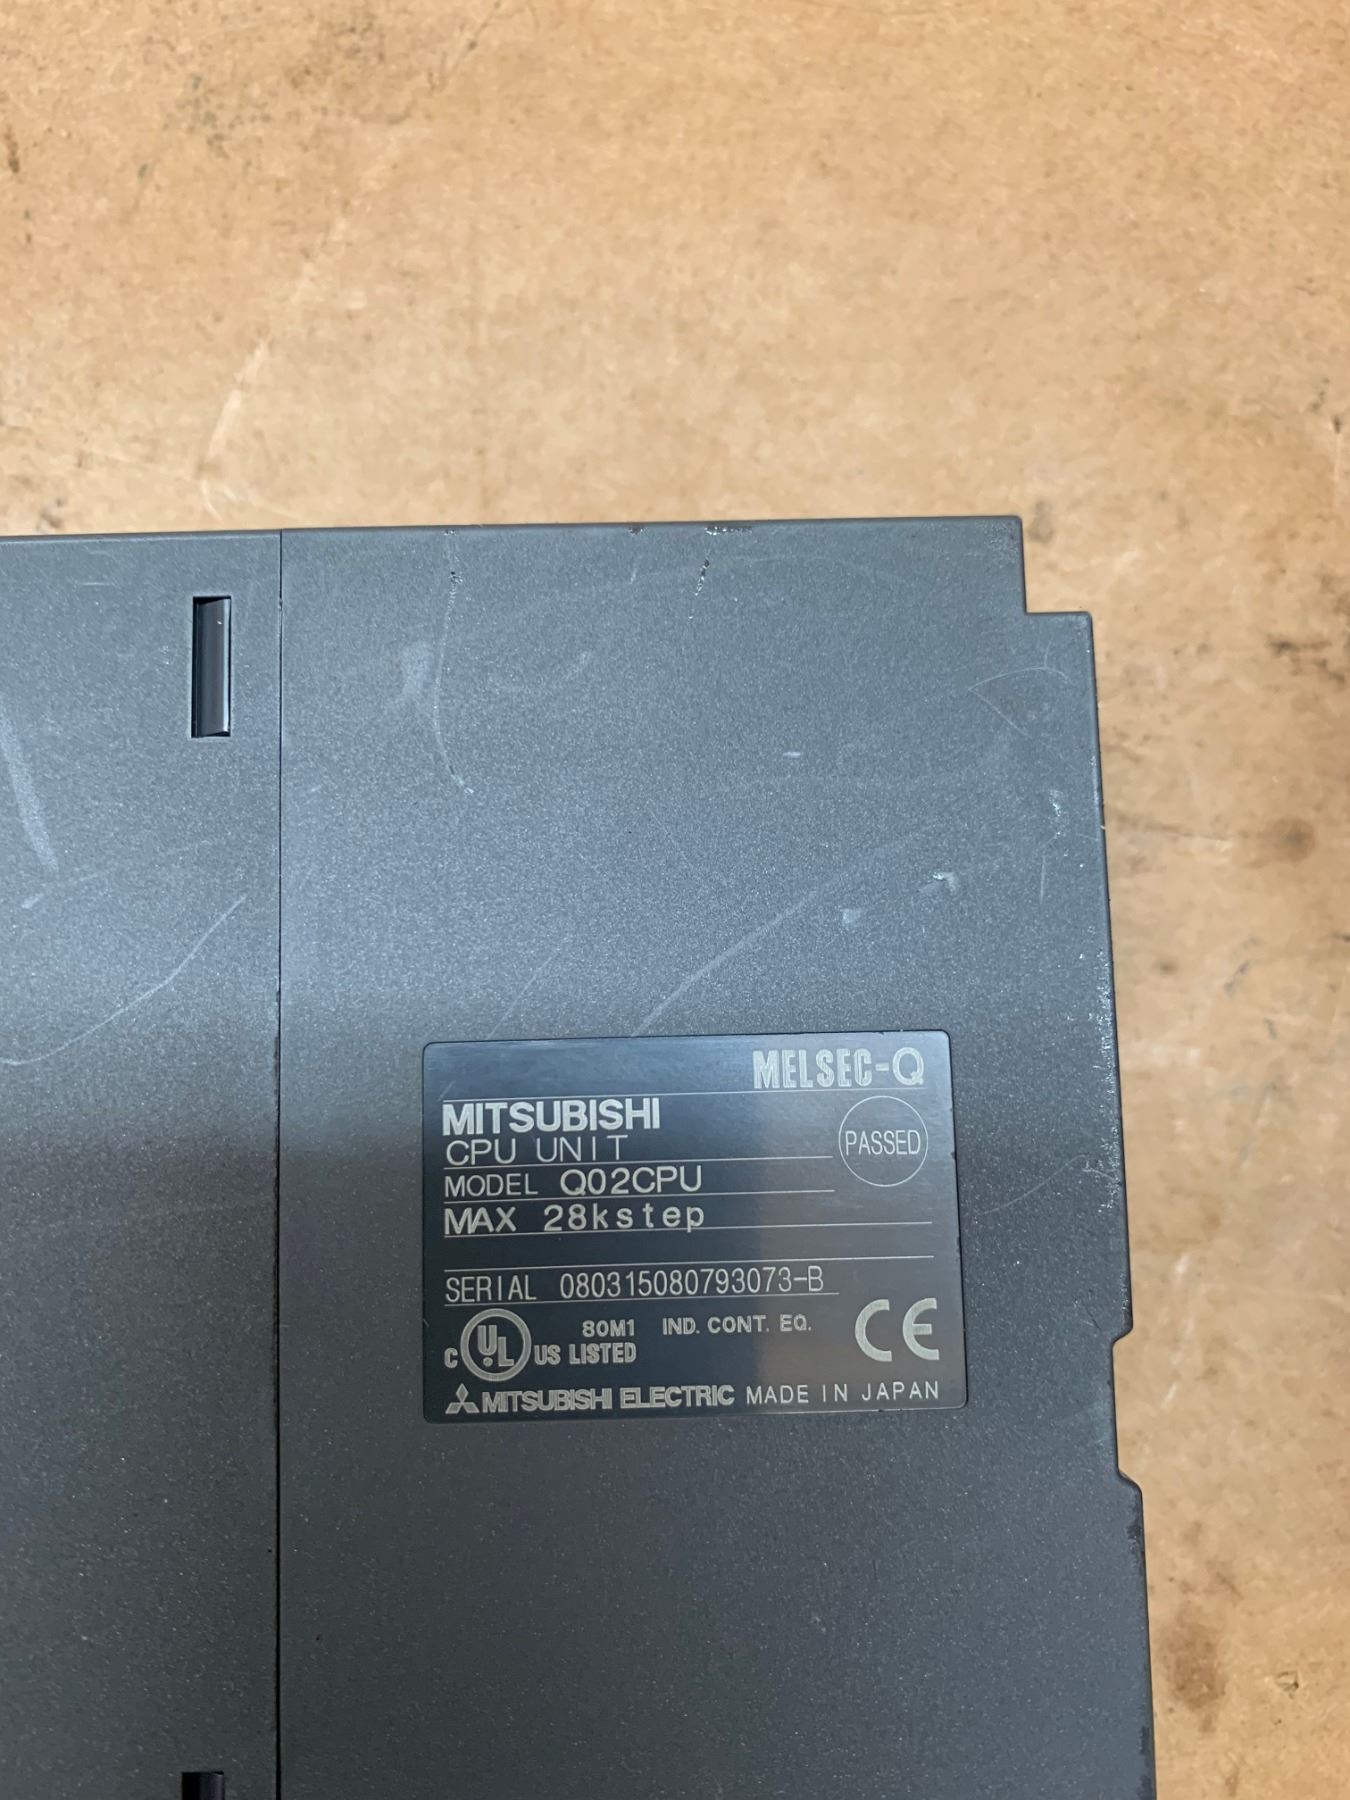 MELSEC-Q
MITSUBISHI
CPU UNIT
PASSED
MODEL Q02CPU
MAX 28kstep
SERIAL 080315080793073-B
C UL US LISTED 80M1 IND. CONT. EQ.
CE
MITSUBISHI ELECTRIC MADE IN JAPAN